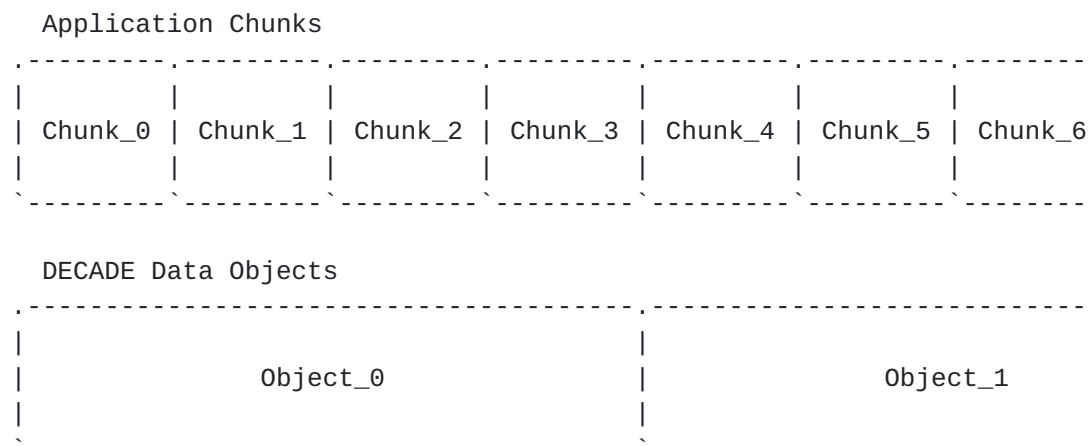 Application Chunks
.---------.---------.---------.---------.---------.---------.--------
|         |         |         |         |         |         |
| Chunk_0 | Chunk_1 | Chunk_2 | Chunk_3 | Chunk_4 | Chunk_5 | Chunk_6
|         |         |         |         |         |         |
`---------`---------`---------`---------`---------`---------`--------
DECADE Data Objects
.---------------------------------------.----------------------------
|                                       |
|               Object_0                |               Object_1
|                                       |
`---------------------------------------`----------------------------